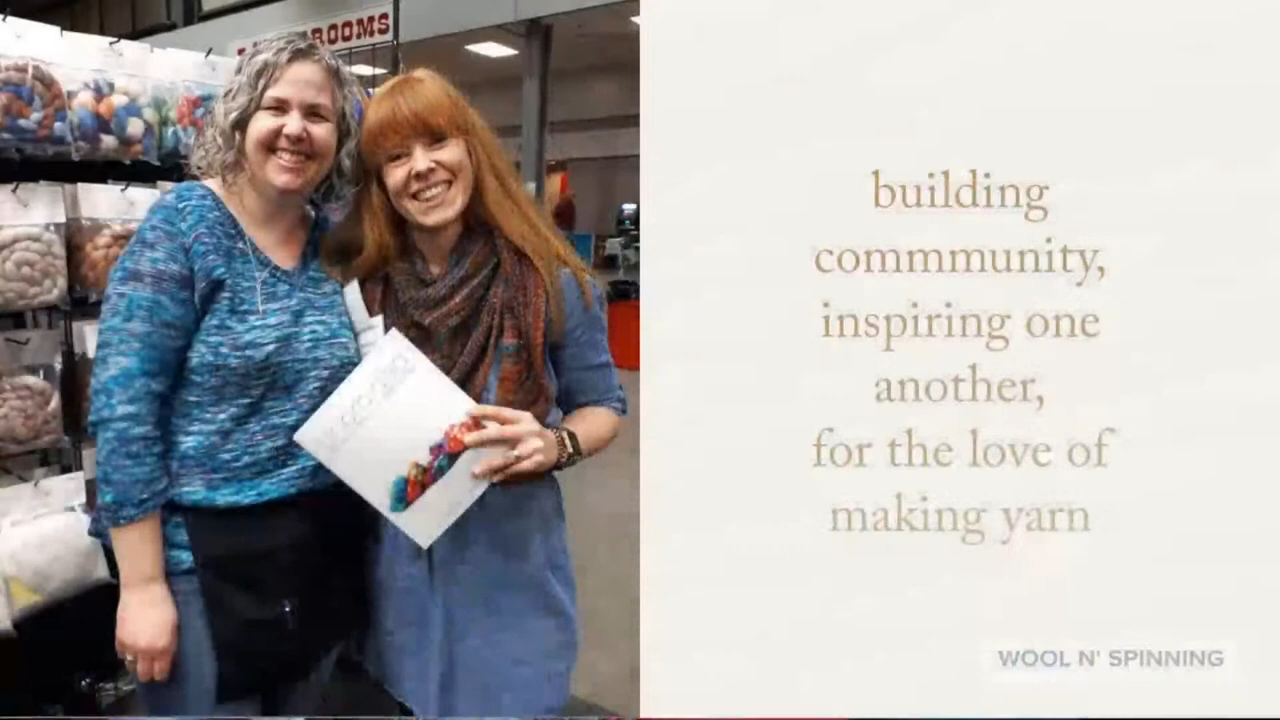 ROOMS
building
commmunity,
inspiring one
another,
for the love of
making yarn
WOOL N' SPINNING